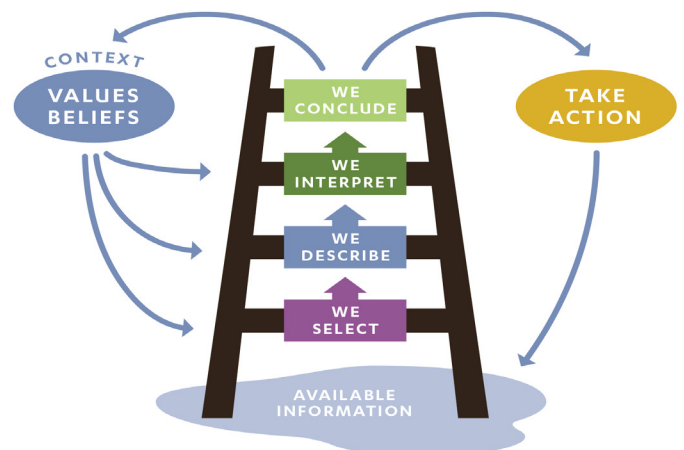 CONTEXT
VALUES
BELIEFS
WE
CONCLUDE
TAKE
ACTION
WE
INTERPRET
WE
DESCRIBE
WE
SELECT
AVAILABLE
INFORMATION